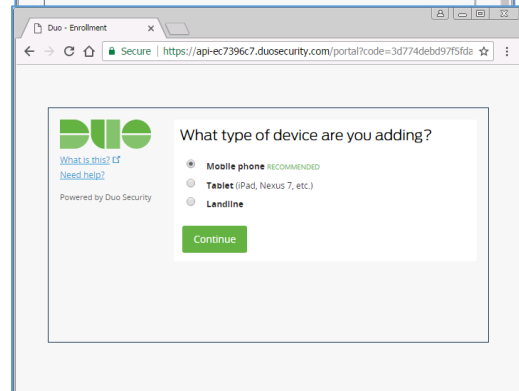 Duo - Enrollment
Secure | https://api-ec7396c7.duosecurity.com/portal?code=3d774debd97f5fda
DUO
What is this?
Need help?
Powered by Duo Security
What type of device are you adding?
Mobile phone RECOMMENDED
Tablet (iPad, Nexus 7, etc.)
Landline
Continue